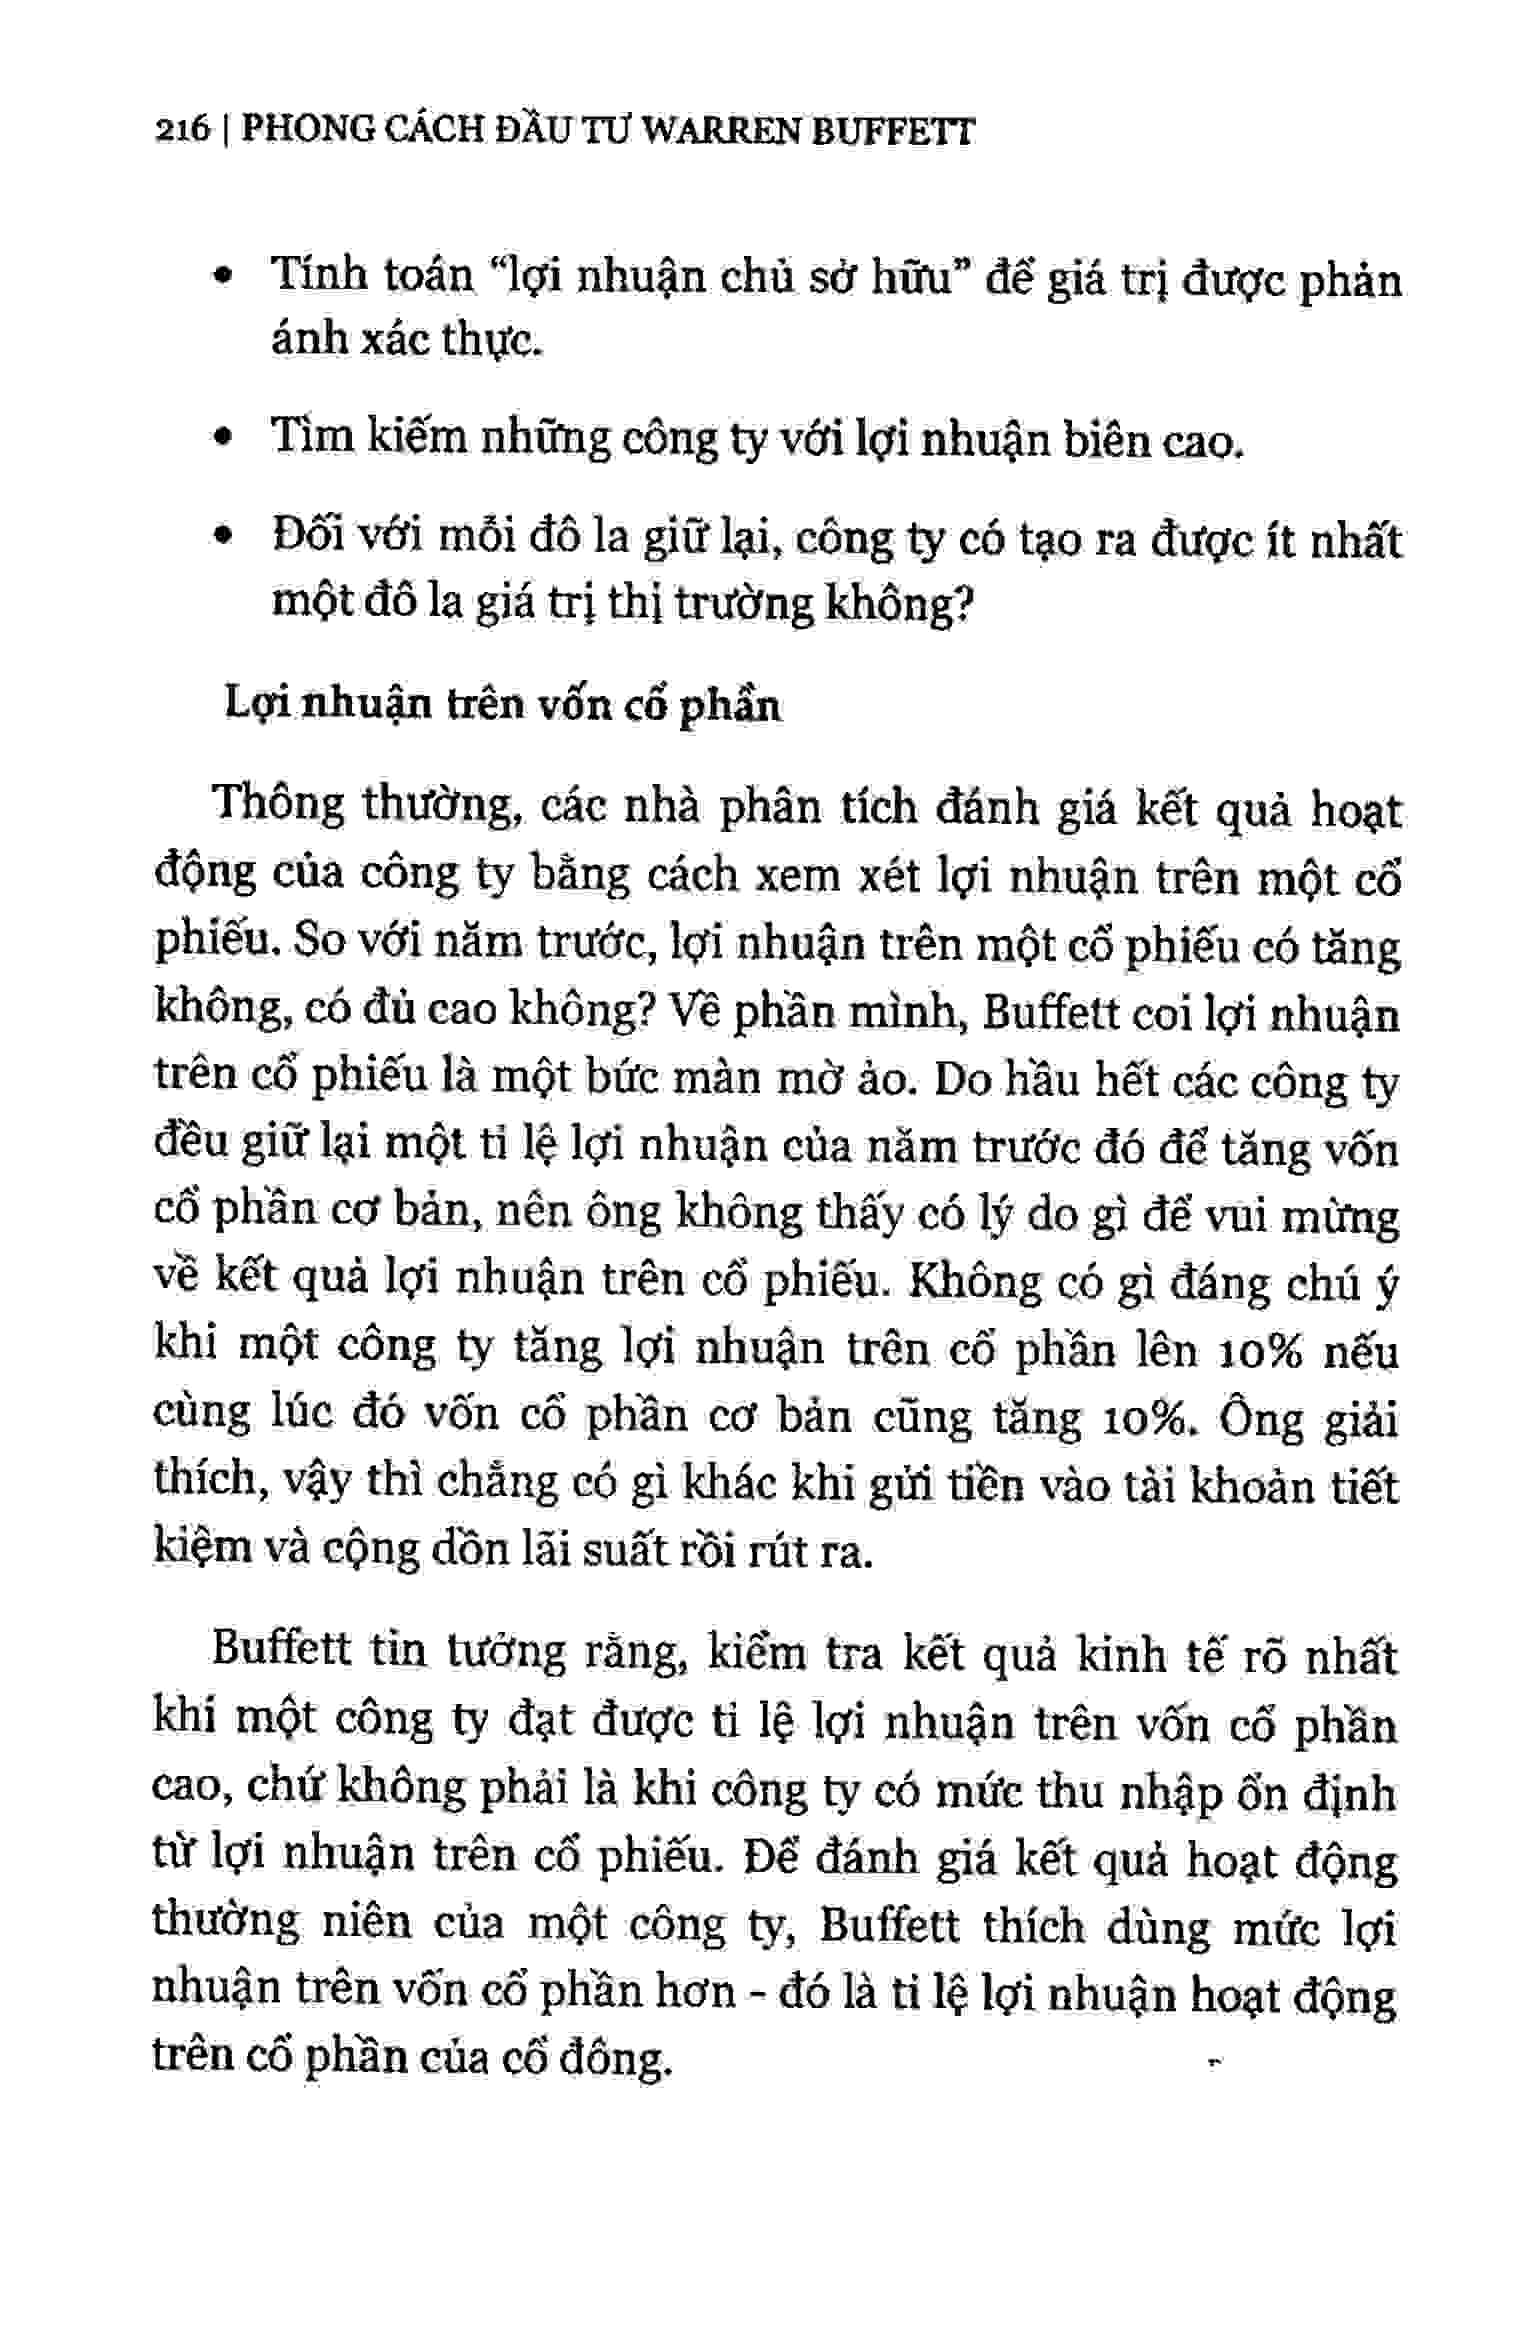 216 | PHONG CÁCH ĐẦU TƯ WARREN BUFFETT
• Tính toán “lợi nhuận chủ sở hữu” để giá trị được phản
ánh xác thực.
• Tìm kiếm những công ty với lợi nhuận biên cao.
• Đối với mỗi đô la giữ lại, công ty có tạo ra được ít nhất
một đô la giá trị thị trường không?
Lợi nhuận trên vốn cổ phần
Thông thường, các nhà phân tích đánh giá kết quả hoạt
động của công ty bằng cách xem xét lợi nhuận trên một cổ
phiếu. So với năm trước, lợi nhuận trên một cổ phiếu có tăng
không, có đủ cao không? Về phần mình, Buffett coi lợi nhuận
trên cổ phiếu là một bức màn mờ ảo. Do hầu hết các công ty
đều giữ lại một tỉ lệ lợi nhuận của năm trước đó để tăng vốn
cổ phần cơ bản, nên ông không thấy có lý do gì để vui mừng
về kết quả lợi nhuận trên cổ phiếu. Không có gì đáng chú ý
khi một công ty tăng lợi nhuận trên cổ phần lên 10% nếu
cùng lúc đó vốn cổ phần cơ bản cũng tăng 10%. Ông giải
thích, vậy thì chẳng có gì khác khi gửi tiền vào tài khoản tiết
kiệm và cộng dồn lãi suất rồi rút ra.
Buffett tin tưởng rằng, kiểm tra kết quả kinh tế rõ nhất
khi một công ty đạt được tỉ lệ lợi nhuận trên vốn cổ phần
cao, chứ không phải là khi công ty có mức thu nhập ổn định
từ lợi nhuận trên cổ phiếu. Để đánh giá kết quả hoạt động
thường niên của một công ty, Buffett thích dùng mức lợi
nhuận trên vốn cổ phần hơn - đó là tỉ lệ lợi nhuận hoạt động
trên cổ phần của cổ đông.